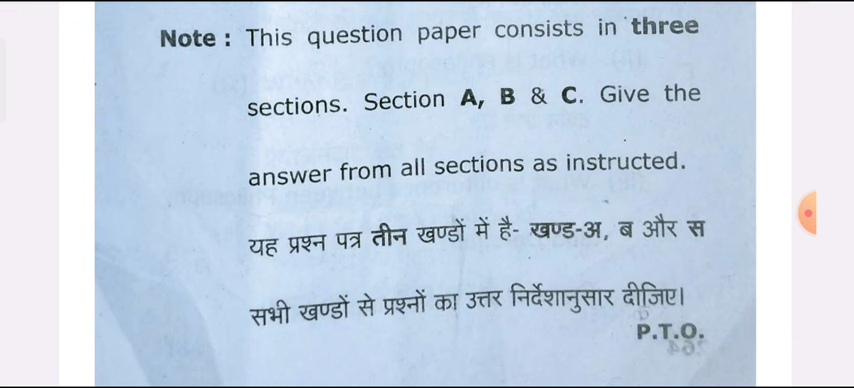 Note : This question paper consists in three
sections. Section A, B & C. Give the
answer from all sections as instructed.
यह प्रश्न पत्र तीन खण्डों में है- खण्ड-अ, ब और स
सभी खण्डों से प्रश्नों का उत्तर निर्देशानुसार दीजिए।
P.T.O.